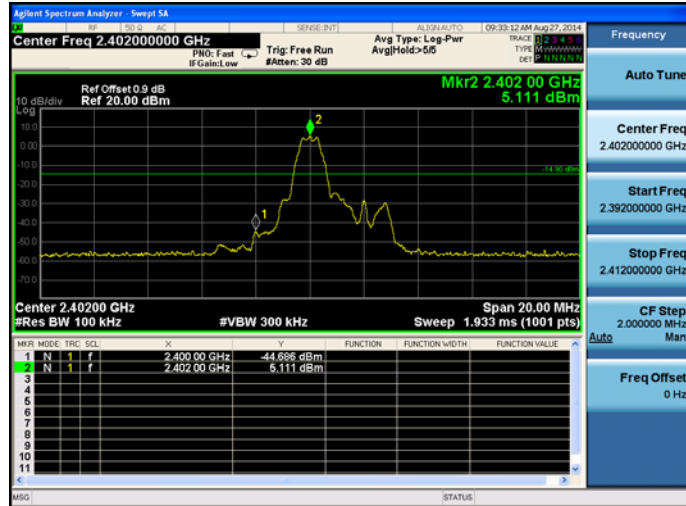 Agilent Spectrum Analyzer - Swept SA
RF 50 Ω AC SENSE:INT ALIGNAUTO 09:33:12 AM Aug 27, 2014
Center Freq 2.402000000 GHz
PNO: Fast
IFGain:Low
Trig: Free Run
#Atten: 30 dB
Avg Type: Log-Pwr
Avg|Hold:>5/5
TRACE 1 2 3 4 5 6
TYPE M
DET P N N N N N
Ref Offset 0.9 dB
Ref 20.00 dBm
10 dB/div
Log
Mkr2 2.402 00 GHz
5.111 dBm
10.0
0.00
-10.0
-20.0
-30.0
-40.0
-50.0
-60.0
-70.0
2
1
-14.90 dBm
Center 2.40200 GHz
#Res BW 100 kHz
#VBW 300 kHz
Span 20.00 MHz
Sweep 1.933 ms (1001 pts)
MKR MODE TRC SCL X Y FUNCTION FUNCTION WIDTH FUNCTION VALUE
1 N 1 f 2.400 00 GHz -44.686 dBm
2 N 1 f 2.402 00 GHz 5.111 dBm
3
4
5
6
7
8
9
10
11
MSG
STATUS
Frequency
Auto Tune
Center Freq
2.402000000 GHz
Start Freq
2.392000000 GHz
Stop Freq
2.412000000 GHz
CF Step
2.000000 MHz
Auto Man
Freq Offset
0 Hz